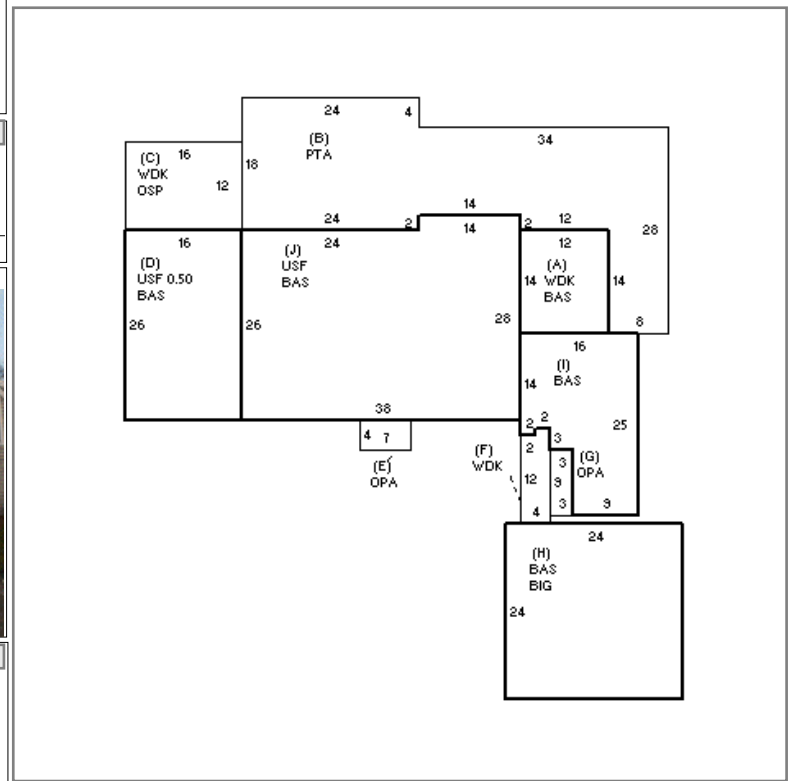 24
4
(B)
PTA
34
(C)
WDK
OSP
16
12
18
28
14
24
2
14
2
12
16
24
12
(D)
USF 0.50
BAS
(J)
USF
BAS
(A)
WDK
BAS
14
14
26
26
28
8
16
(I)
BAS
14
25
38
2
2
4
7
2
3
(E)
OPA
(F)
WDK
3
(G)
OPA
12
9
3
9
4
24
(H)
BAS
BIG
24